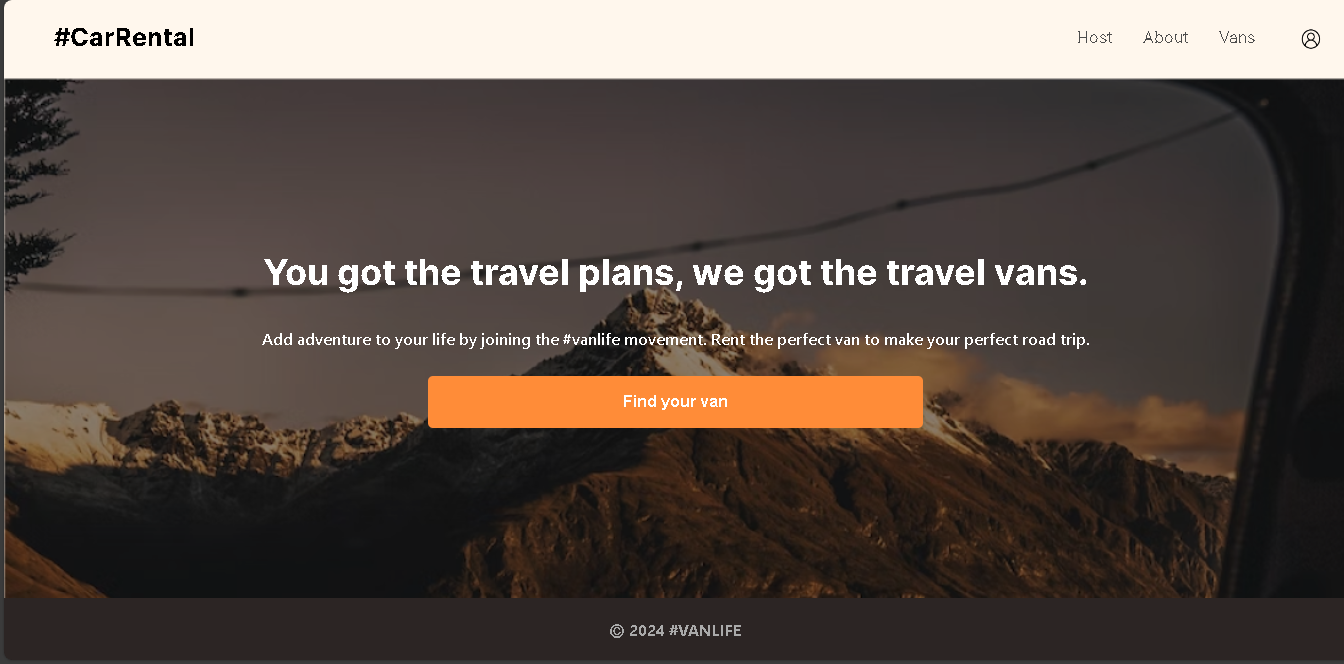 #CarRental
Host About Vans
You got the travel plans, we got the travel vans.
Add adventure to your life by joining the #vanlife movement. Rent the perfect van to make your perfect road trip.
Find your van
© 2024 #VANLIFE